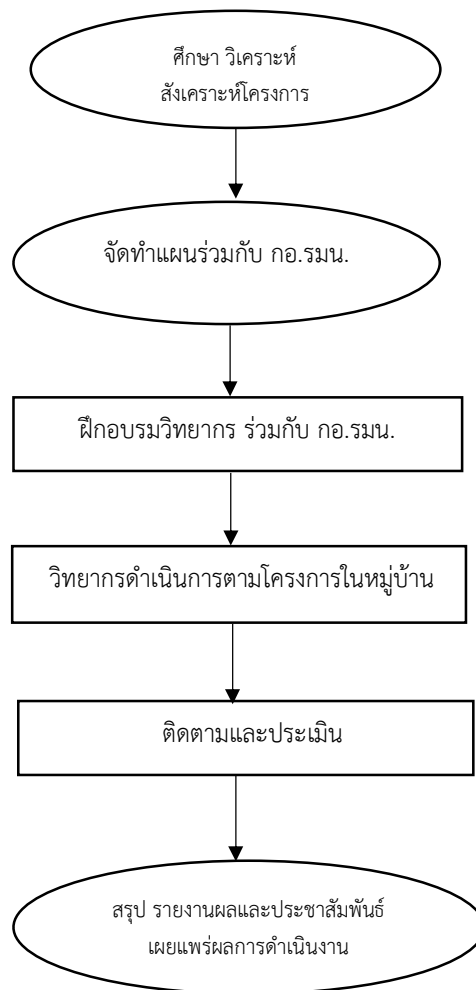 ศึกษา วิเคราะห์
สังเคราะห์โครงการ
จัดทำแผนร่วมกับ กอ.รมน.
ฝึกอบรมวิทยากร ร่วมกับ กอ.รมน.
วิทยากรดำเนินการตามโครงการในหมู่บ้าน
ติดตามและประเมิน
สรุป รายงานผลและประชาสัมพันธ์
เผยแพร่ผลการดำเนินงาน